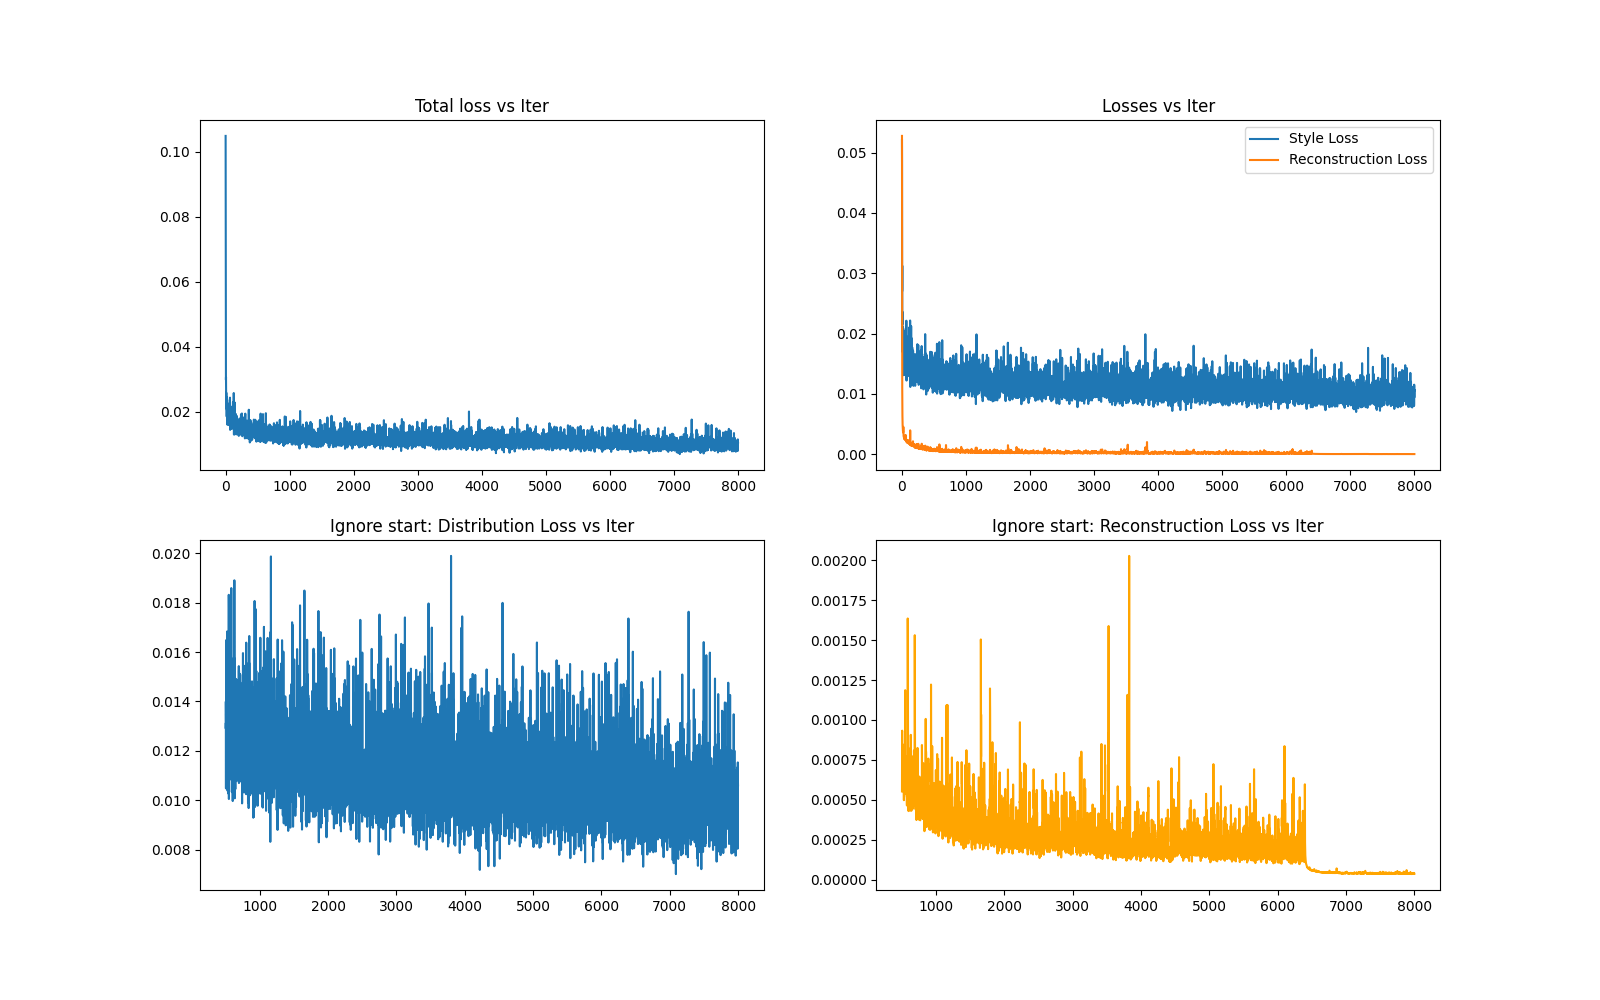 Total loss vs Iter
0.10
0.08
0.06
0.04
0.02
0 1000 2000 3000 4000 5000 6000 7000 8000
Losses vs Iter
Style Loss
Reconstruction Loss
0.05
0.04
0.03
0.02
0.01
0.00
0 1000 2000 3000 4000 5000 6000 7000 8000
Ignore start: Distribution Loss vs Iter
0.020
0.018
0.016
0.014
0.012
0.010
0.008
1000 2000 3000 4000 5000 6000 7000 8000
Ignore start: Reconstruction Loss vs Iter
0.00200
0.00175
0.00150
0.00125
0.00100
0.00075
0.00050
0.00025
0.00000
1000 2000 3000 4000 5000 6000 7000 8000